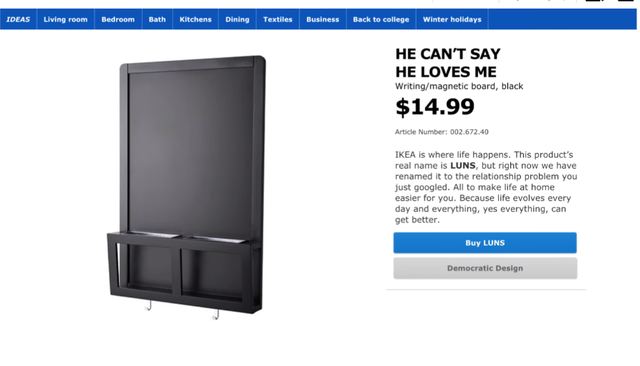 IDEAS Living room Bedroom Bath Kitchens Dining Textiles Business Back to college Winter holidays
HE CAN'T SAY
HE LOVES ME
Writing/magnetic board, black
$14.99
Article Number: 002.672.40
IKEA is where life happens. This product's
real name is LUNS, but right now we have
renamed it to the relationship problem you
just googled. All to make life at home
easier for you. Because life evolves every
day and everything, yes everything, can
get better.
Buy LUNS
Democratic Design